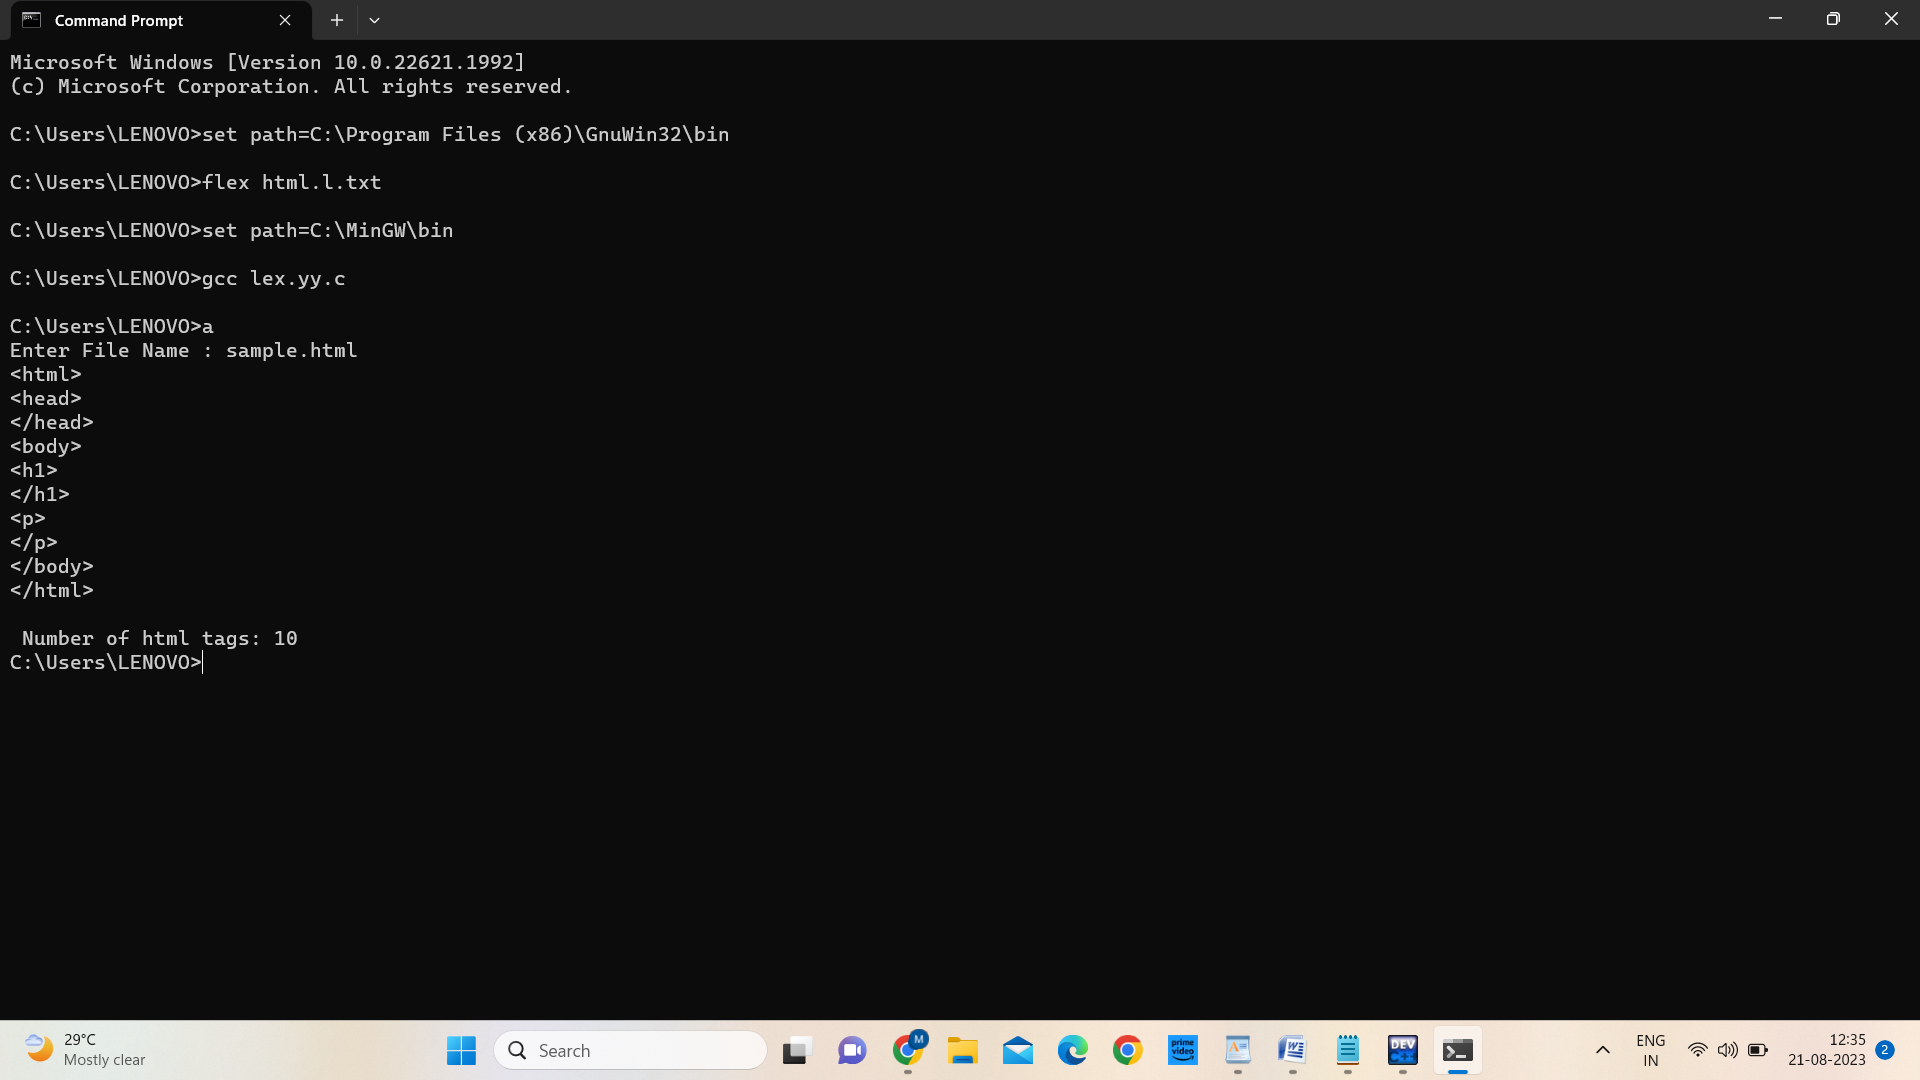 Command Prompt
Microsoft Windows [Version 10.0.22621.1992]
(c) Microsoft Corporation. All rights reserved.
C:\Users\LENOVO>set path=C:\Program Files (x86)\GnuWin32\bin
C:\Users\LENOVO>flex html.l.txt
C:\Users\LENOVO>set path=C:\MinGW\bin
C:\Users\LENOVO>gcc lex.yy.c
C:\Users\LENOVO>a
Enter File Name : sample.html
<html>
<head>
</head>
<body>
<h1>
</h1>
<p>
</p>
</body>
</html>
Number of html tags: 10
C:\Users\LENOVO>
29°C
Mostly clear
Search
M
prime video
W
DEV C++
ENG
IN
12:35
21-08-2023
2